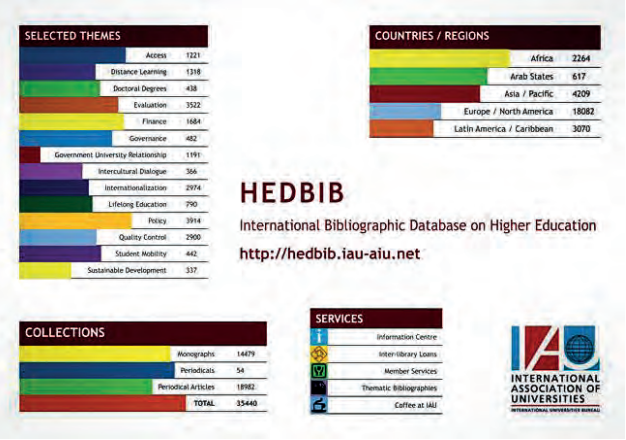 SELECTED THEMES
Access 1221
Distance Learning 1318
Doctoral Degrees 438
Evaluation 3522
Finance 1684
Governance 482
Government University Relationship 1191
Intercultural Dialogue 366
Internationalization 2974
Lifelong Education 790
Policy 3914
Quality Control 2900
Student Mobility 442
Sustainable Development 337
COUNTRIES / REGIONS
Africa 2264
Arab States 617
Asia / Pacific 4209
Europe / North America 18082
Latin America / Caribbean 3070
HEDBIB
International Bibliographic Database on Higher Education
http://hedbib.iau-aiu.net
COLLECTIONS
Monographs 14479
Periodicals 54
Periodical Articles 18982
TOTAL 35440
SERVICES
Information Centre
Inter-library Loans
Member Services
Thematic Bibliographies
Coffee at IAU
IAU
INTERNATIONAL
ASSOCIATION OF
UNIVERSITIES
INTERNATIONAL UNIVERSITIES BUREAU